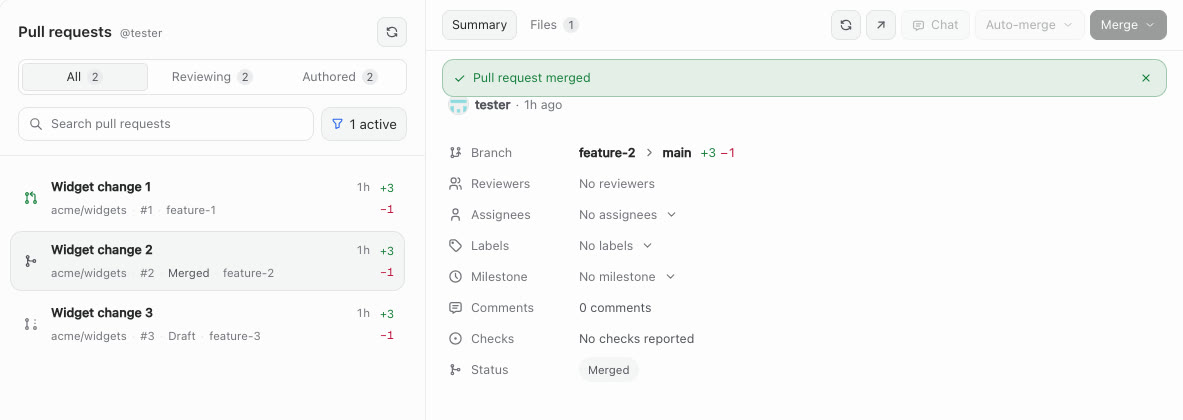 Pull requests @tester
All 2
Reviewing 2
Authored 2
Search pull requests
1 active
Widget change 1 1h +3
acme/widgets · #1 · feature-1 −1
Widget change 2 1h +3
acme/widgets · #2 · Merged · feature-2 −1
Widget change 3 1h +3
acme/widgets · #3 · Draft · feature-3 −1
Summary
Files 1
Chat
Auto-merge
Merge
Pull request merged
tester · 1h ago
Branch feature-2 > main +3 −1
Reviewers No reviewers
Assignees No assignees
Labels No labels
Milestone No milestone
Comments 0 comments
Checks No checks reported
Status Merged